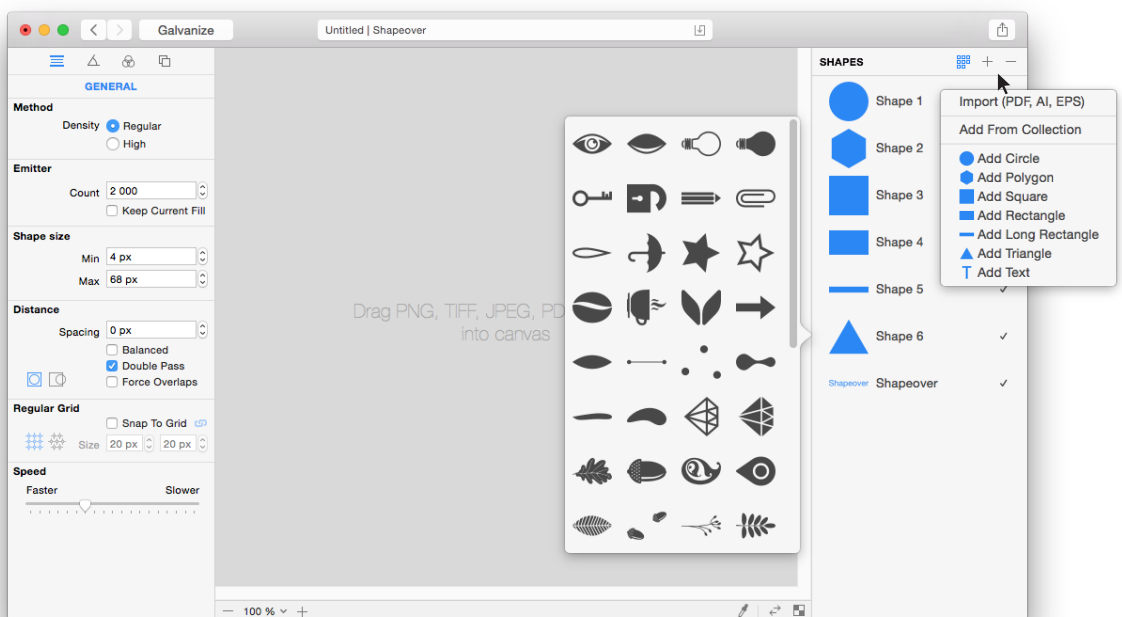 Galvanize
Untitled | Shapeover
GENERAL
Method
Density Regular
High
Emitter
Count 2 000
Keep Current Fill
Shape size
Min 4 px
Max 68 px
Distance
Spacing 0 px
Balanced
Double Pass
Force Overlaps
Regular Grid
Snap To Grid
Size 20 px 20 px
Speed
Faster Slower
Drag PNG, TIFF, JPEG, PD
into canvas
100 %
SHAPES
Shape 1
Shape 2
Shape 3
Shape 4
Shape 5
Shape 6
Shapeover Shapeover
Import (PDF, AI, EPS)
Add From Collection
Add Circle
Add Polygon
Add Square
Add Rectangle
Add Long Rectangle
Add Triangle
T Add Text